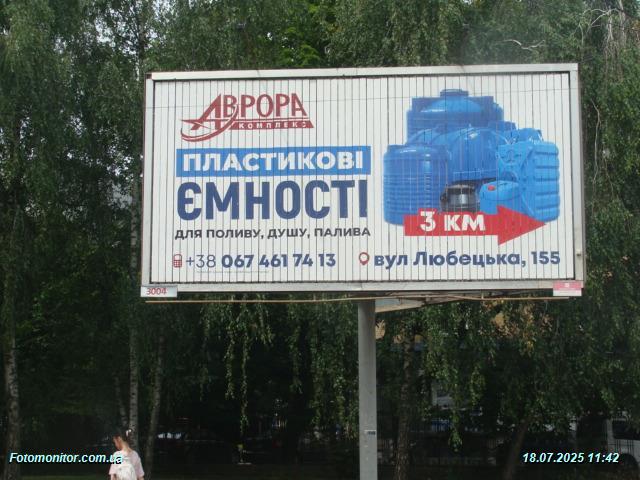 АВРОРА
КОМПЛЕКС
ПЛАСТИКОВІ
ЄМНОСТІ
ДЛЯ ПОЛИВУ, ДУШУ, ПАЛИВА
3 КМ
+38 067 461 74 13
вул Любецька, 155
3004
Fotomonitor.com.ua
18.07.2025 11:42